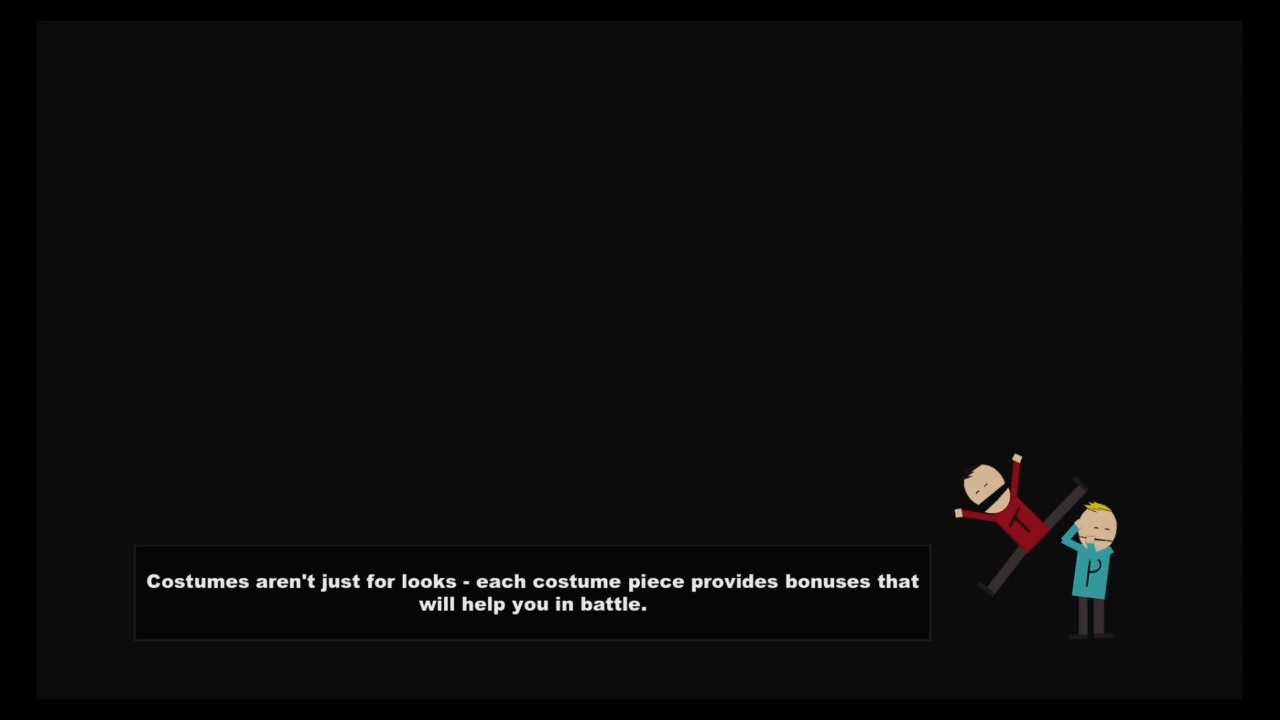 Costumes aren't just for looks - each costume piece provides bonuses that
will help you in battle.
T
P